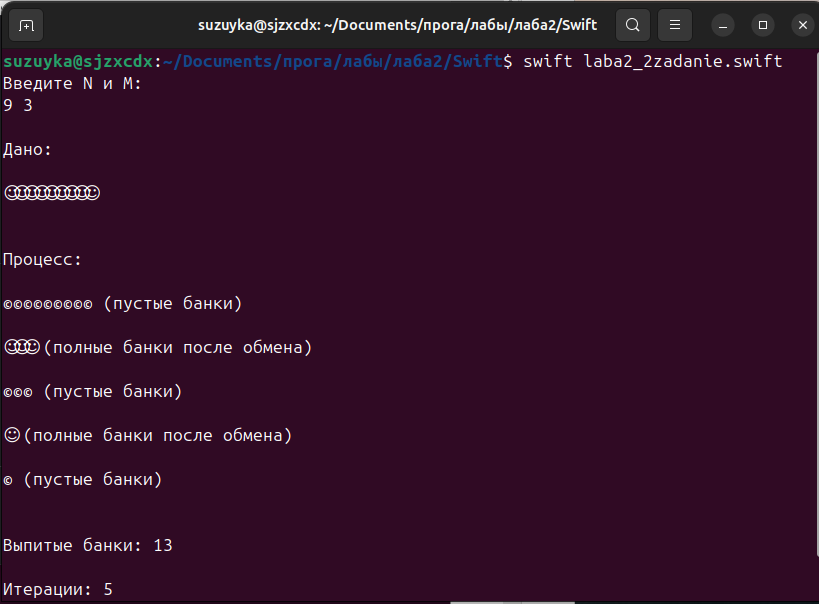 suzuyka@sjzxcdx: ~/Documents/прога/лабы/лаба2/Swift
suzuyka@sjzxcdx:~/Documents/прога/лабы/лаба2/Swift$ swift laba2_2zadanie.swift
Введите N и M:
9 3
Дано:
☺☺☺☺☺☺☺☺☺
Процесс:
©©©©©©©©© (пустые банки)
☺☺☺(полные банки после обмена)
©©© (пустые банки)
☺(полные банки после обмена)
© (пустые банки)
Выпитые банки: 13
Итерации: 5